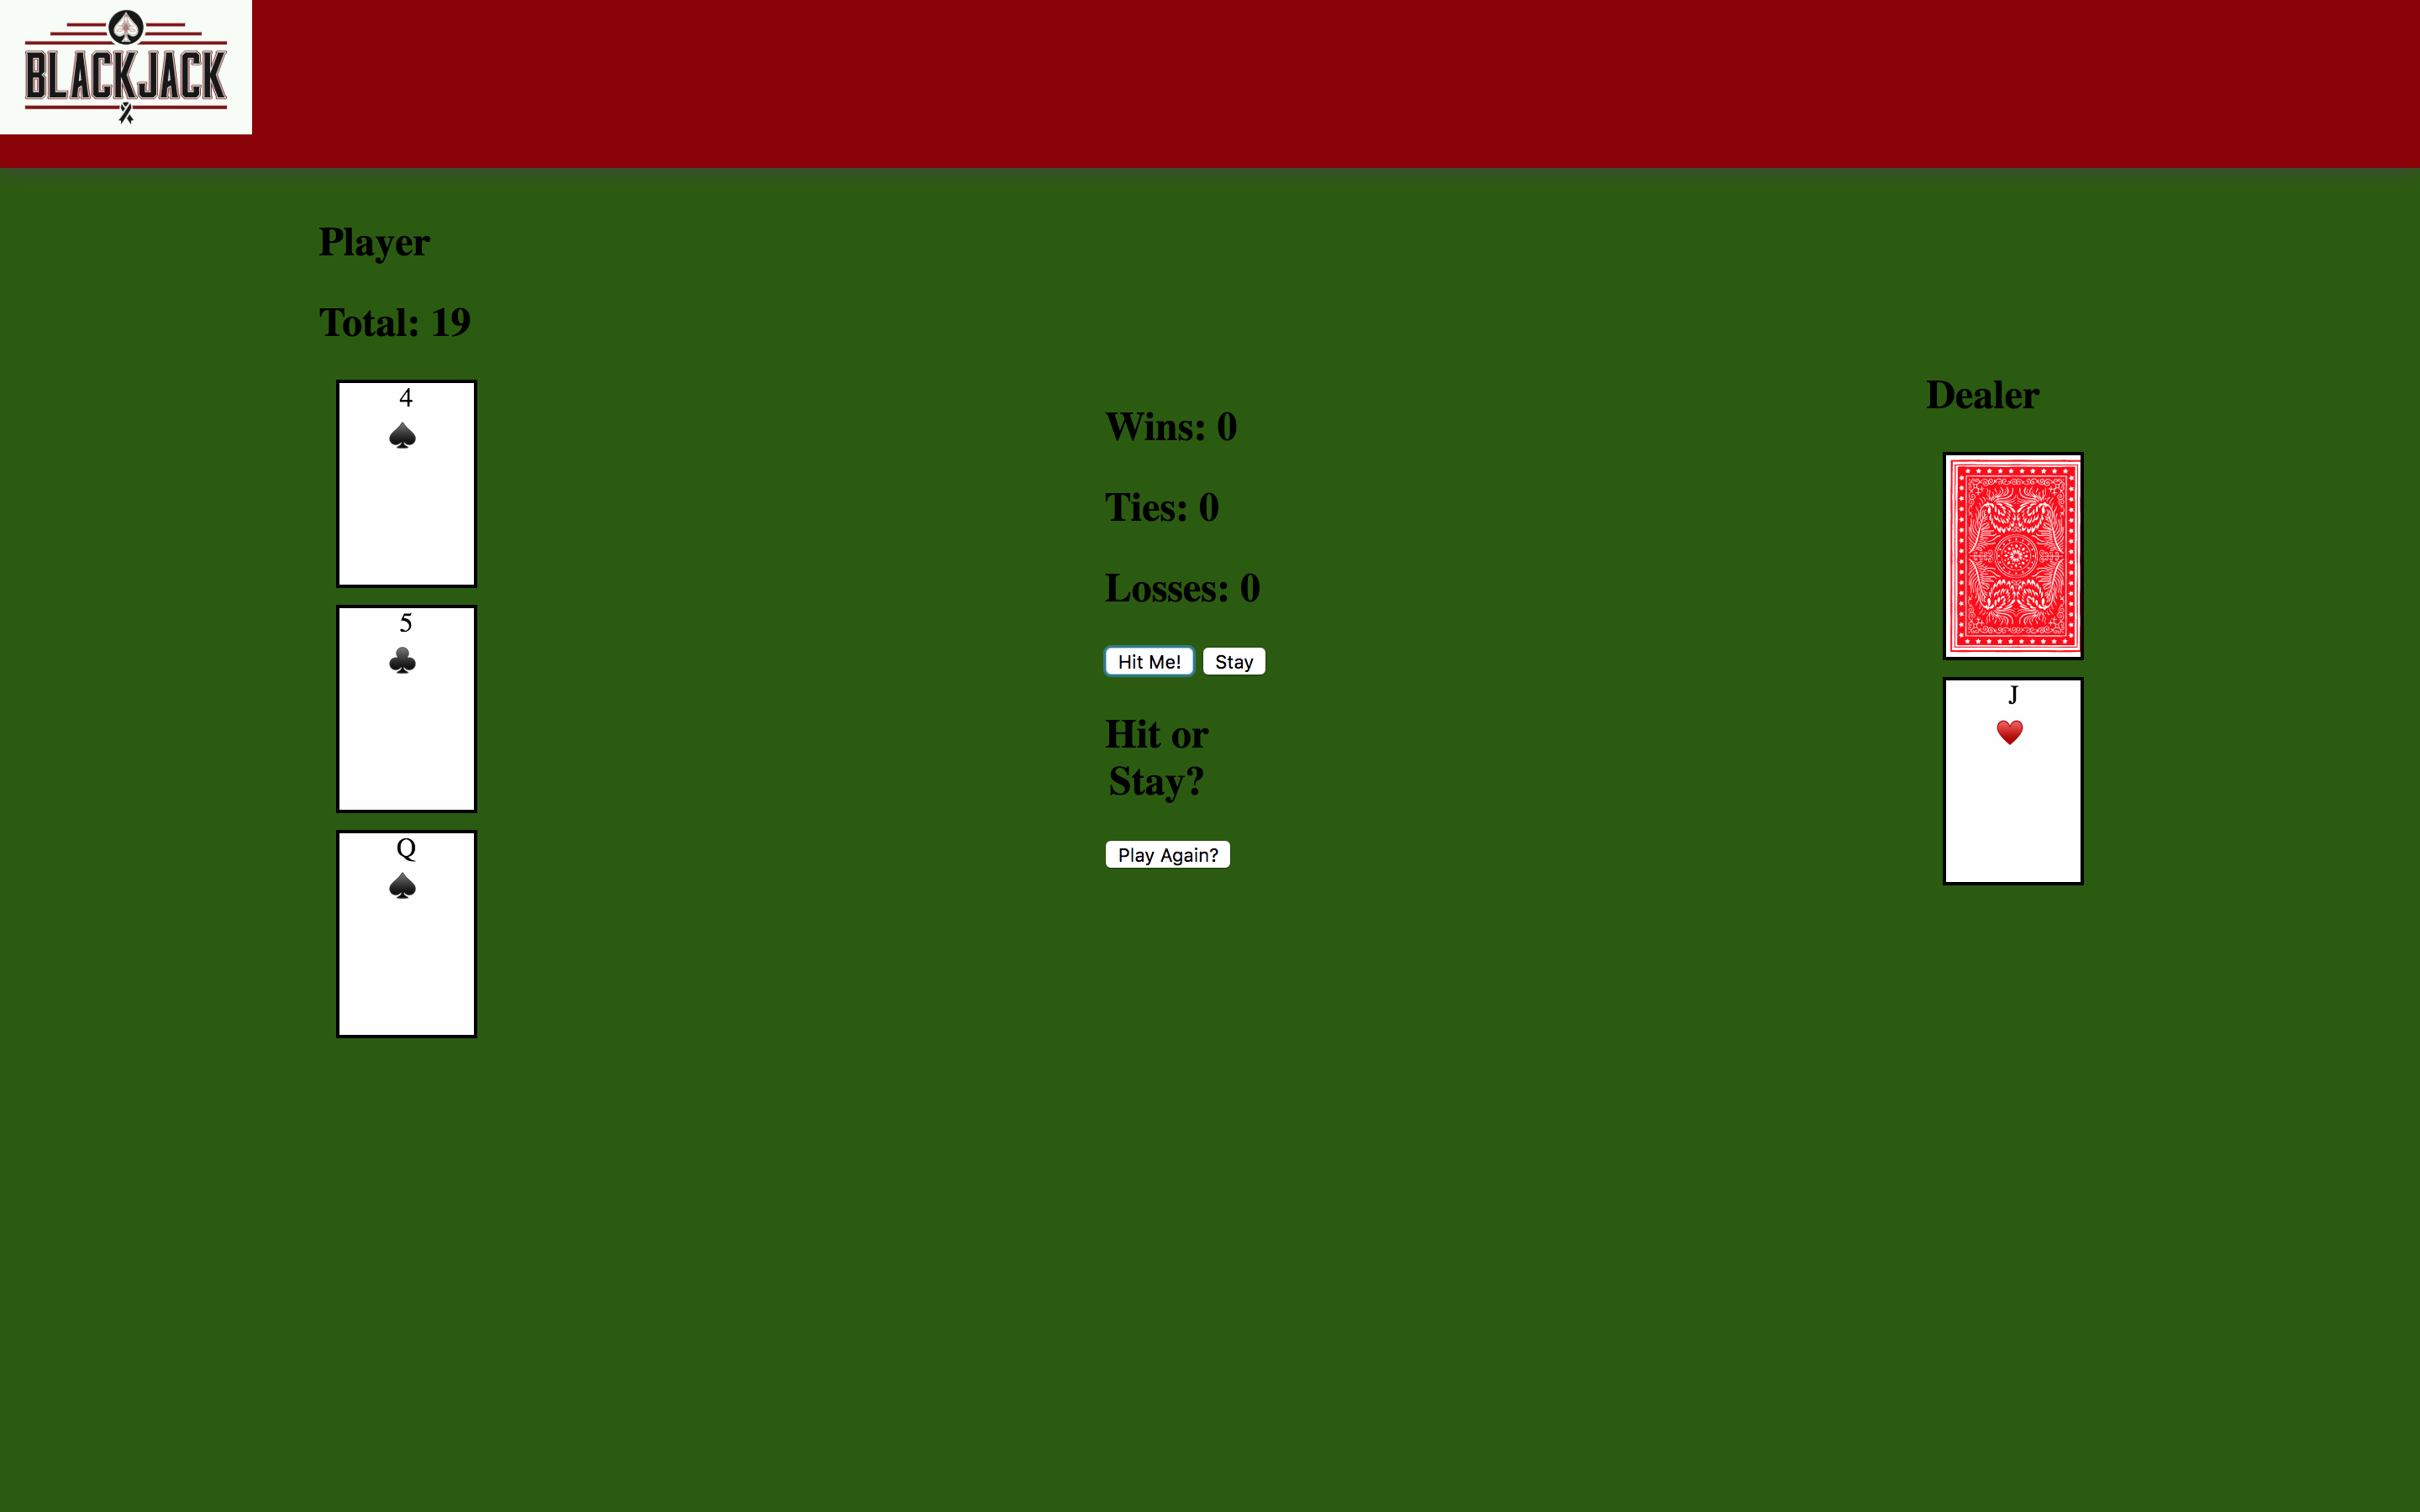 BLACKJACK
Player
Total: 19
4
5
Q
Wins: 0
Ties: 0
Losses: 0
Hit Me!
Stay
Hit or
Stay?
Play Again?
Dealer
J